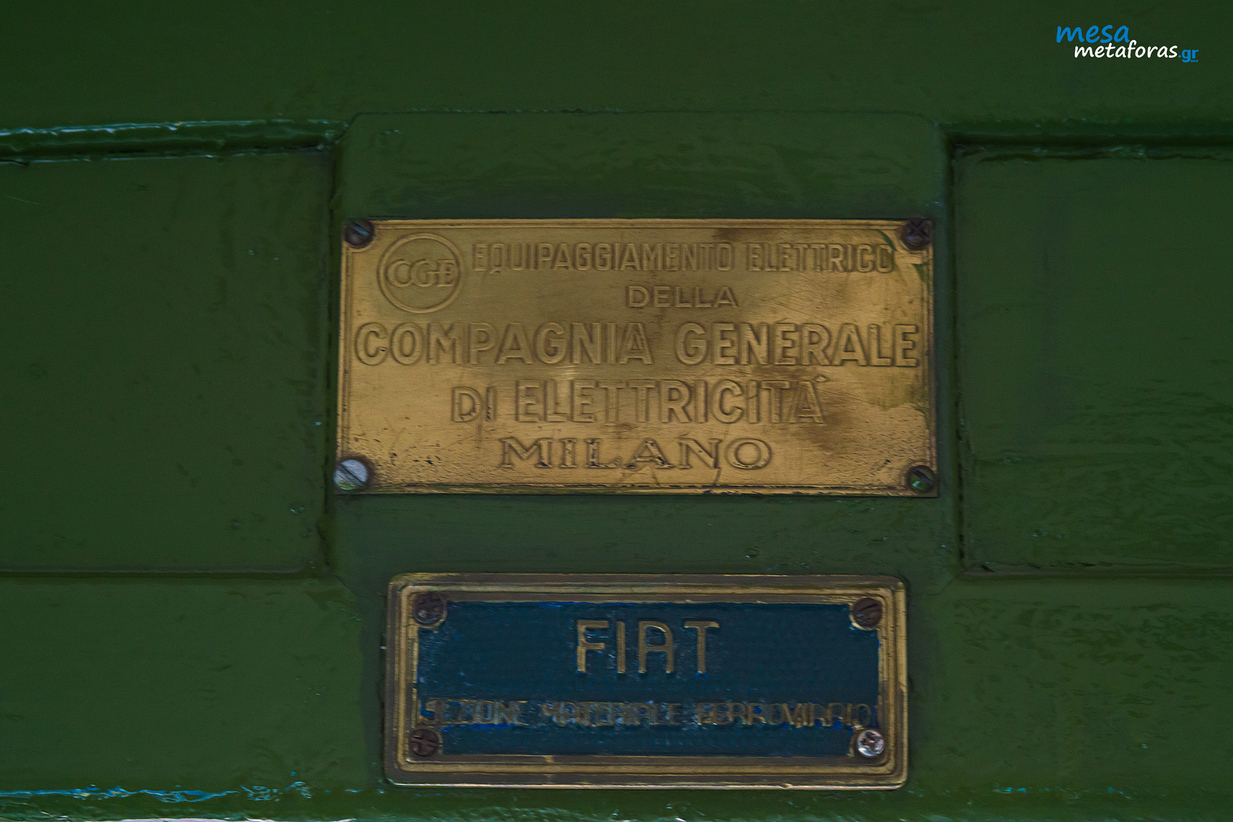 mesa
metaforas.gr
CGE EQUIPAGGIAMENTO ELETTRICO
DELLA
COMPAGNIA GENERALE
DI ELETTRICITÀ
MILANO
FIAT
SEZIONE MATERIALE FERROVIARIO